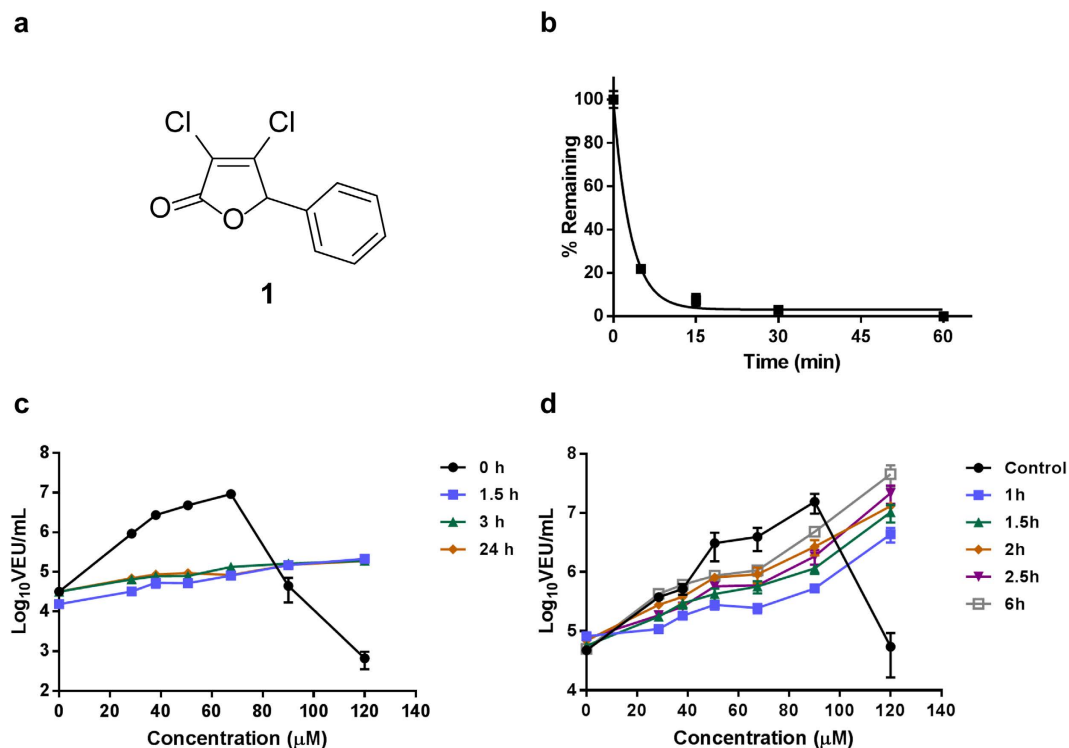 a
Cl Cl
O
O
1
b
% Remaining
100
80
60
40
20
0
0 15 30 45 60
Time (min)
c
Log₁₀VEU/mL
8
7
6
5
4
3
2
0 20 40 60 80 100 120 140
Concentration (μM)
0 h
1.5 h
3 h
24 h
d
Log₁₀VEU/mL
8
7
6
5
4
0 20 40 60 80 100 120 140
Concentration (μM)
Control
1h
1.5h
2h
2.5h
6h